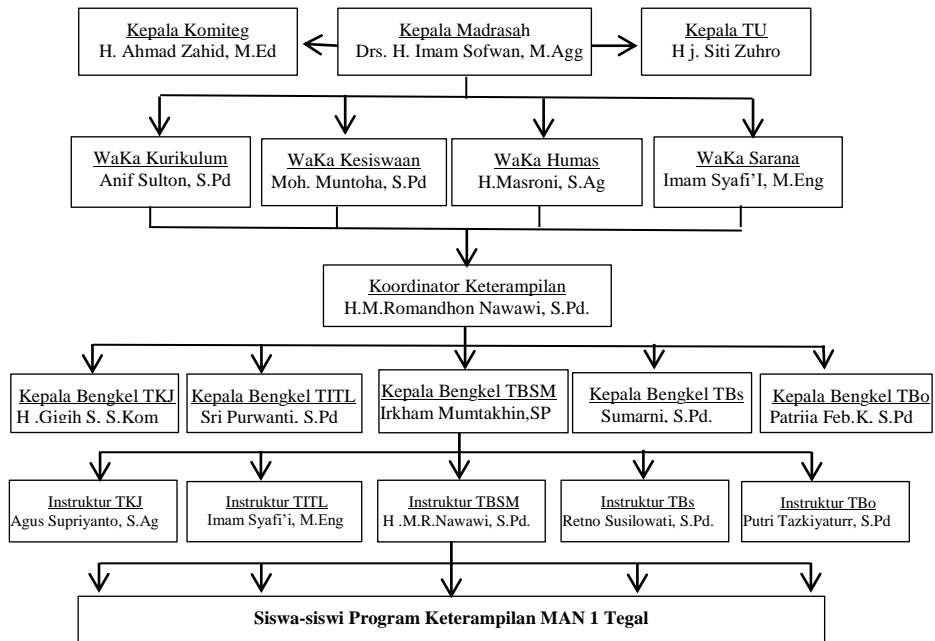 Kepala Komiteg
H. Ahmad Zahid, M.Ed
Kepala Madrasah
Drs. H. Imam Sofwan, M.Agg
Kepala TU
H j. Siti Zuhro
WaKa Kurikulum
Anif Sulton, S.Pd
WaKa Kesiswaan
Moh. Muntoha, S.Pd
WaKa Humas
H.Masroni, S.Ag
WaKa Sarana
Imam Syafi'I, M.Eng
Koordinator Keterampilan
H.M.Romandhon Nawawi, S.Pd.
Kepala Bengkel TKJ
H .Gigih S, S.Kom
Kepala Bengkel TITL
Sri Purwanti, S.Pd
Kepala Bengkel TBSM
Irkham Mumtakhin,SP
Kepala Bengkel TBs
Sumarni, S.Pd.
Kepala Bengkel TBo
Patrija Feb.K, S.Pd
Instruktur TKJ
Agus Supriyanto, S.Ag
Instruktur TITL
Imam Syafi'i, M.Eng
Instruktur TBSM
H .M.R.Nawawi, S.Pd.
Instruktur TBs
Retno Susilowati, S.Pd.
Instruktur TBo
Putri Tazkiyaturr, S.Pd
Siswa-siswi Program Keterampilan MAN 1 Tegal